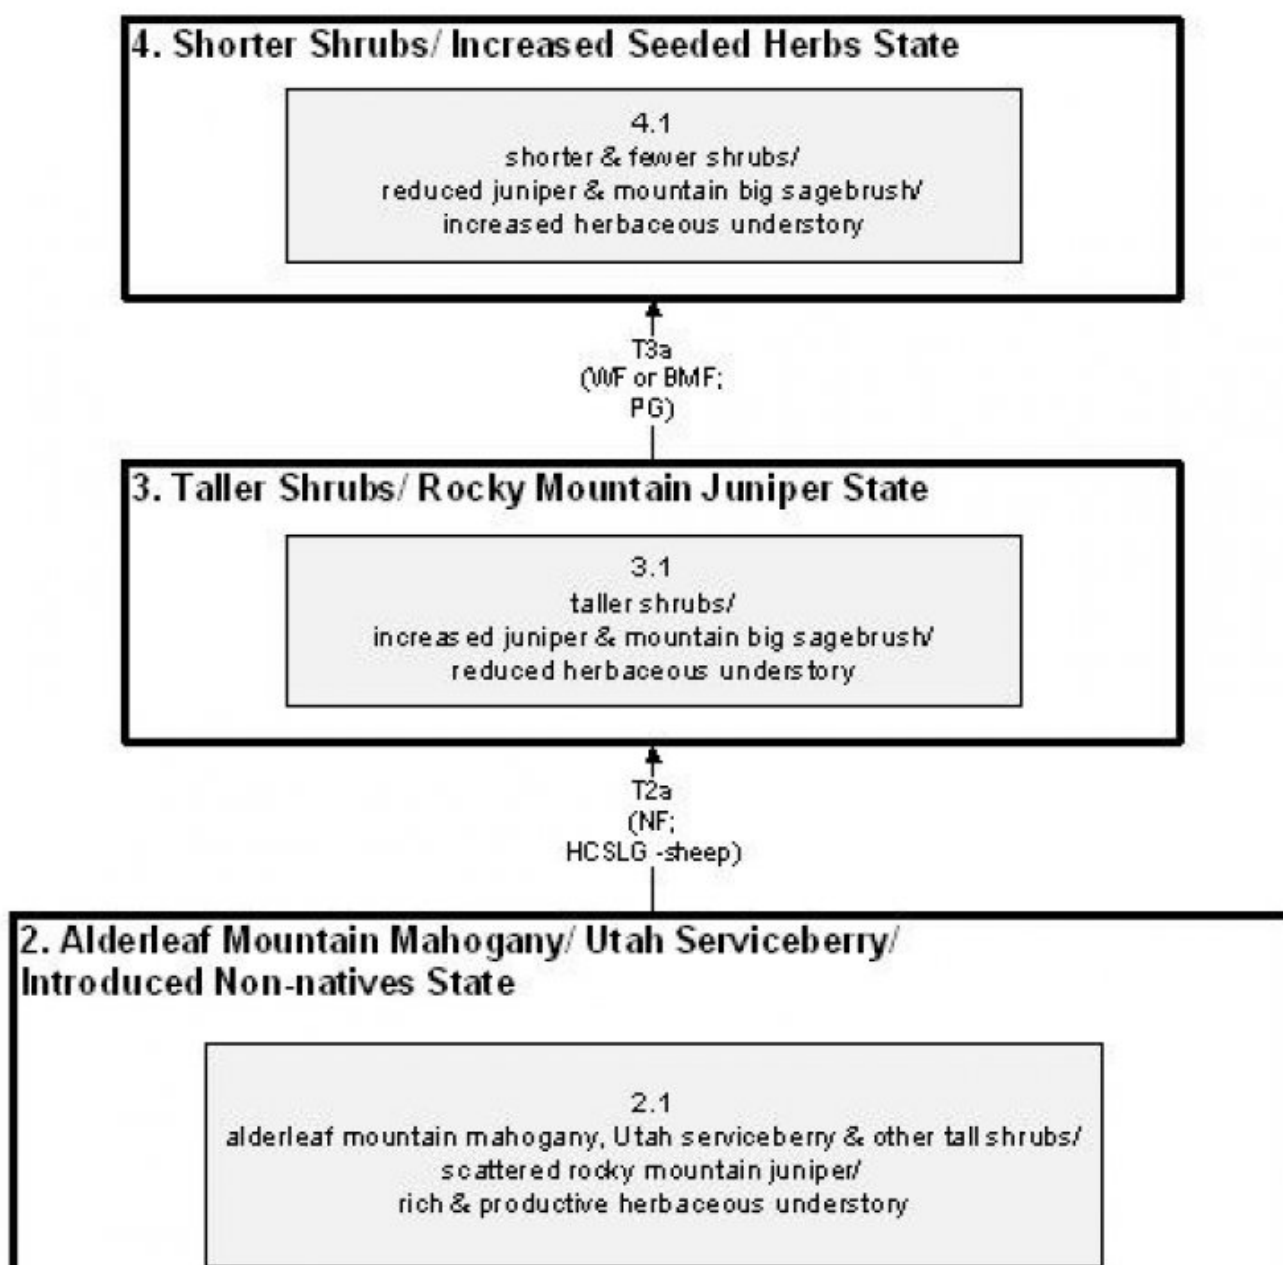 4. Shorter Shrubs/ Increased Seeded Herbs State
4.1
shorter & fewer shrubs/
reduced juniper & mountain big sagebrush/
increased herbaceous understory
T3a
(WF or BMF;
PG)
3. Taller Shrubs/ Rocky Mountain Juniper State
3.1
taller shrubs/
increased juniper & mountain big sagebrush/
reduced herbaceous understory
T2a
(NF;
HCSLG -sheep)
2. Alderleaf Mountain Mahogany/ Utah Serviceberry/
Introduced Non-natives State
2.1
alderleaf mountain mahogany, Utah serviceberry & other tall shrubs/
scattered rocky mountain juniper/
rich & productive herbaceous understory